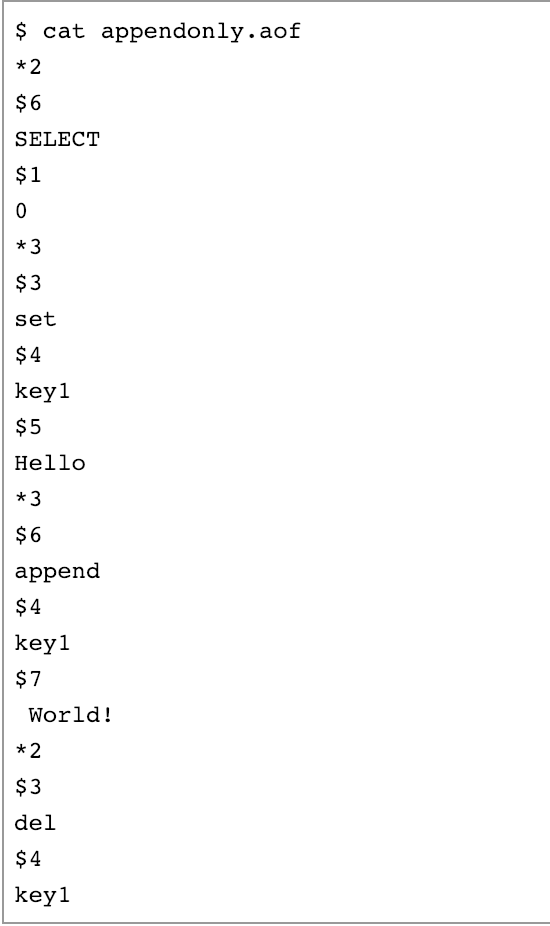 $ cat appendonly.aof
*2
$6
SELECT
$1
0
*3
$3
set
$4
key1
$5
Hello
*3
$6
append
$4
key1
$7
 World!
*2
$3
del
$4
key1